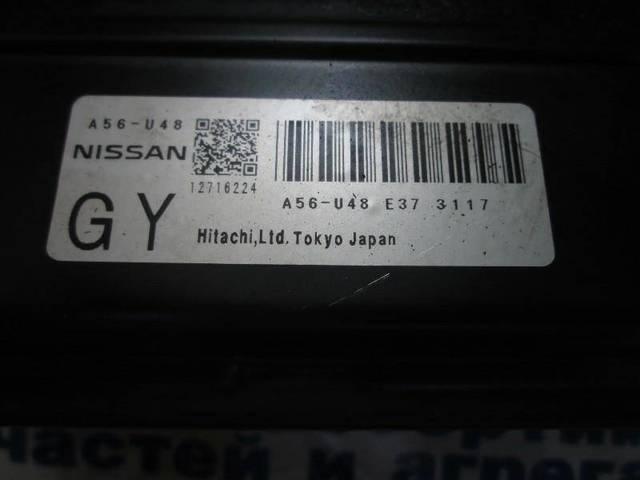 A56-U48
NISSAN
12716224
GY
A56-U48 E37 3117
Hitachi,Ltd. Tokyo Japan
частей и агрега